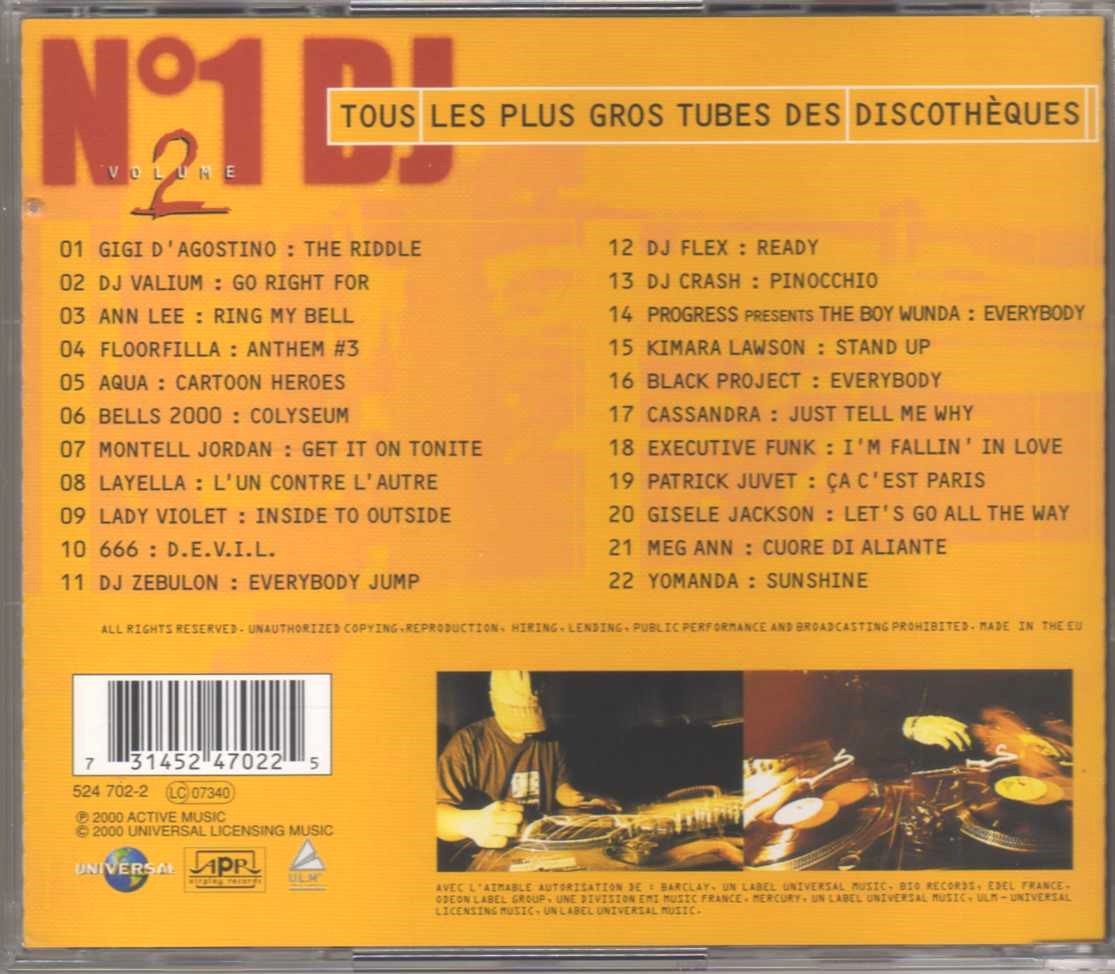 N°1 DJ
VOLUME
2
TOUS LES PLUS GROS TUBES DES DISCOTHÈQUES
01 GIGI D'AGOSTINO : THE RIDDLE
02 DJ VALIUM : GO RIGHT FOR
03 ANN LEE : RING MY BELL
04 FLOORFILLA : ANTHEM #3
05 AQUA : CARTOON HEROES
06 BELLS 2000 : COLYSEUM
07 MONTELL JORDAN : GET IT ON TONITE
08 LAYELLA : L'UN CONTRE L'AUTRE
09 LADY VIOLET : INSIDE TO OUTSIDE
10 666 : D.E.V.I.L.
11 DJ ZEBULON : EVERYBODY JUMP
12 DJ FLEX : READY
13 DJ CRASH : PINOCCHIO
14 PROGRESS PRESENTS THE BOY WUNDA : EVERYBODY
15 KIMARA LAWSON : STAND UP
16 BLACK PROJECT : EVERYBODY
17 CASSANDRA : JUST TELL ME WHY
18 EXECUTIVE FUNK : I'M FALLIN' IN LOVE
19 PATRICK JUVET : ÇA C'EST PARIS
20 GISELE JACKSON : LET'S GO ALL THE WAY
21 MEG ANN : CUORE DI ALIANTE
22 YOMANDA : SUNSHINE
ALL RIGHTS RESERVED. UNAUTHORIZED COPYING, REPRODUCTION, HIRING, LENDING, PUBLIC PERFORMANCE AND BROADCASTING PROHIBITED. MADE IN THE EU
7 31452 47022 5
524 702-2 LC 07340
℗ 2000 ACTIVE MUSIC
© 2000 UNIVERSAL LICENSING MUSIC
UNIVERSAL
APR
airplay records
ULM
AVEC L'AIMABLE AUTORISATION DE : BARCLAY, UN LABEL UNIVERSAL MUSIC, BIO RECORDS, EDEL FRANCE,
ODEON LABEL GROUP, UNE DIVISION EMI MUSIC FRANCE, MERCURY, UN LABEL UNIVERSAL MUSIC, ULM - UNIVERSAL
LICENSING MUSIC, UN LABEL UNIVERSAL MUSIC.